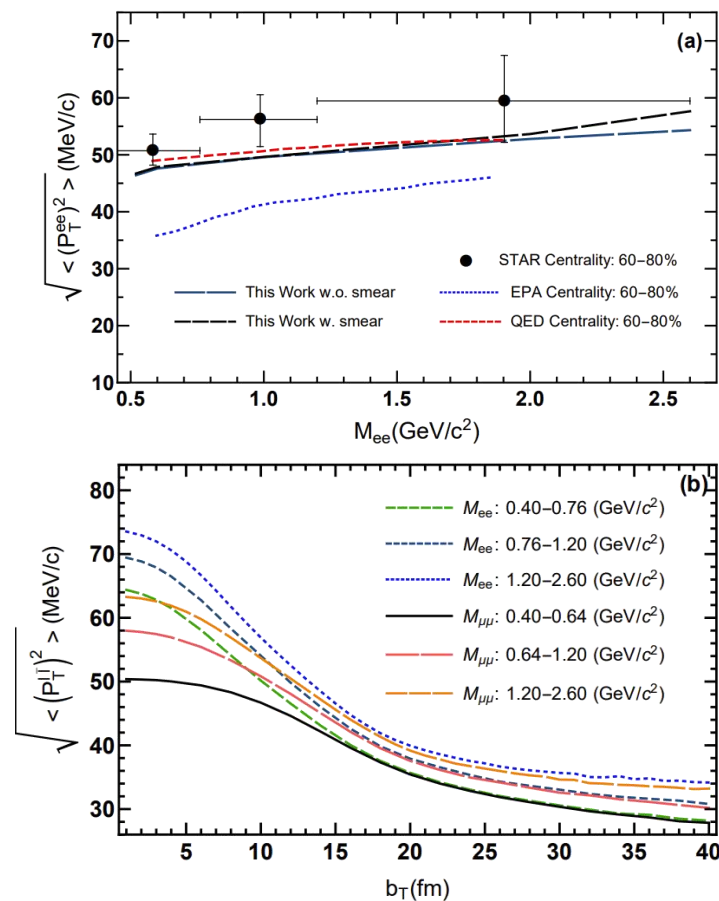 (a)
70
60
50
40
30
20
10
√< (P_T^ee)^2 > (MeV/c)
STAR Centrality: 60–80%
This Work w.o. smear
EPA Centrality: 60–80%
This Work w. smear
QED Centrality: 60–80%
0.5 1.0 1.5 2.0 2.5
M_ee(GeV/c^2)
(b)
80
70
60
50
40
30
√< (P_T^ll)^2 > (MeV/c)
M_ee: 0.40–0.76 (GeV/c^2)
M_ee: 0.76–1.20 (GeV/c^2)
M_ee: 1.20–2.60 (GeV/c^2)
M_μμ: 0.40–0.64 (GeV/c^2)
M_μμ: 0.64–1.20 (GeV/c^2)
M_μμ: 1.20–2.60 (GeV/c^2)
5 10 15 20 25 30 35 40
b_T(fm)